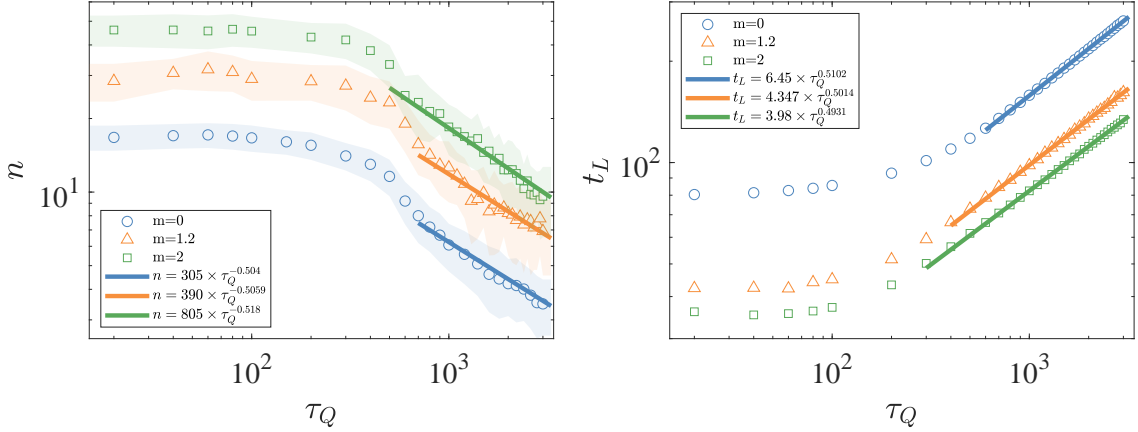 n
10^1
m=0
m=1.2
m=2
n = 305 × τ_Q^{-0.504}
n = 390 × τ_Q^{-0.5059}
n = 805 × τ_Q^{-0.518}
10^2
10^3
τ_Q
t_L
10^2
m=0
m=1.2
m=2
t_L = 6.45 × τ_Q^{0.5102}
t_L = 4.347 × τ_Q^{0.5014}
t_L = 3.98 × τ_Q^{0.4931}
10^2
10^3
τ_Q